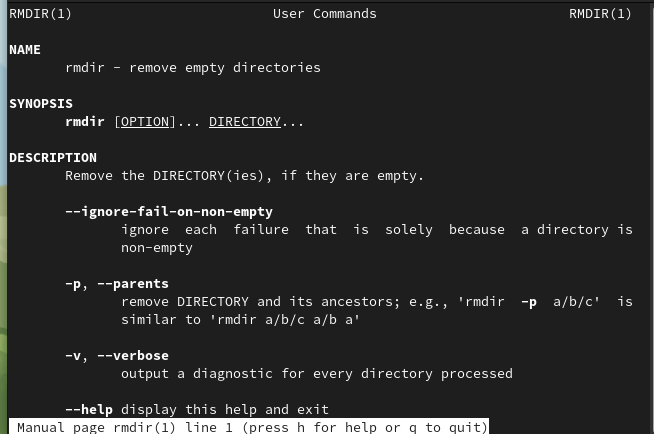 RMDIR(1) User Commands RMDIR(1)
NAME
rmdir - remove empty directories
SYNOPSIS
rmdir [OPTION]... DIRECTORY...
DESCRIPTION
Remove the DIRECTORY(ies), if they are empty.
--ignore-fail-on-non-empty
ignore each failure that is solely because a directory is
non-empty
-p, --parents
remove DIRECTORY and its ancestors; e.g., 'rmdir -p a/b/c' is
similar to 'rmdir a/b/c a/b a'
-v, --verbose
output a diagnostic for every directory processed
--help display this help and exit
Manual page rmdir(1) line 1 (press h for help or q to quit)